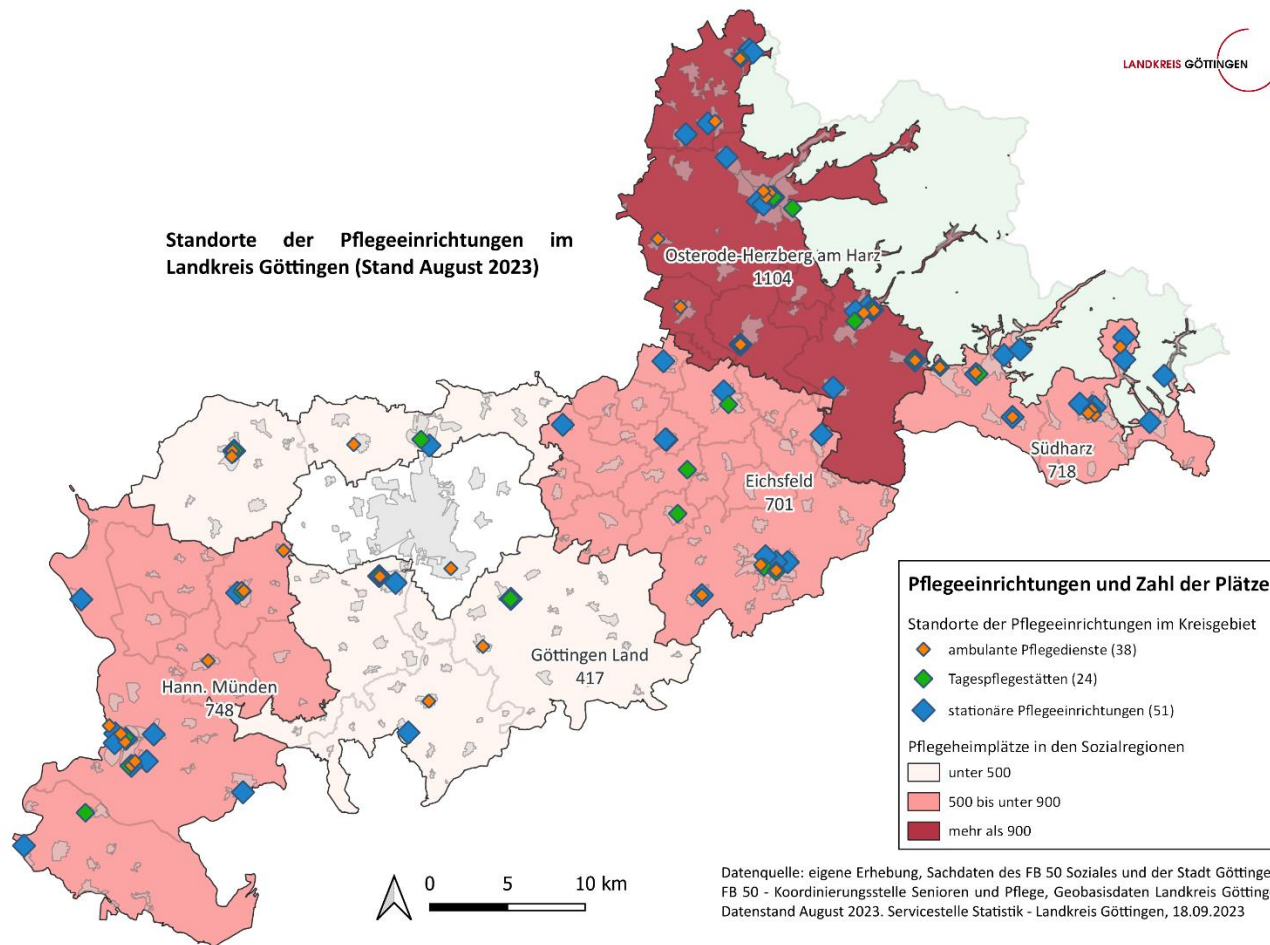 LANDKREIS GÖTTINGEN
Standorte der Pflegeeinrichtungen im
Landkreis Göttingen (Stand August 2023)
Osterode-Herzberg am Harz
1104
Südharz
718
Eichsfeld
701
Göttingen Land
417
Hann. Münden
748
Pflegeeinrichtungen und Zahl der Plätze
Standorte der Pflegeeinrichtungen im Kreisgebiet
ambulante Pflegedienste (38)
Tagespflegestätten (24)
stationäre Pflegeeinrichtungen (51)
Pflegeheimplätze in den Sozialregionen
unter 500
500 bis unter 900
mehr als 900
0 5 10 km
Datenquelle: eigene Erhebung, Sachdaten des FB 50 Soziales und der Stadt Göttinge
FB 50 - Koordinierungsstelle Senioren und Pflege, Geobasisdaten Landkreis Götting
Datenstand August 2023. Servicestelle Statistik - Landkreis Göttingen, 18.09.2023